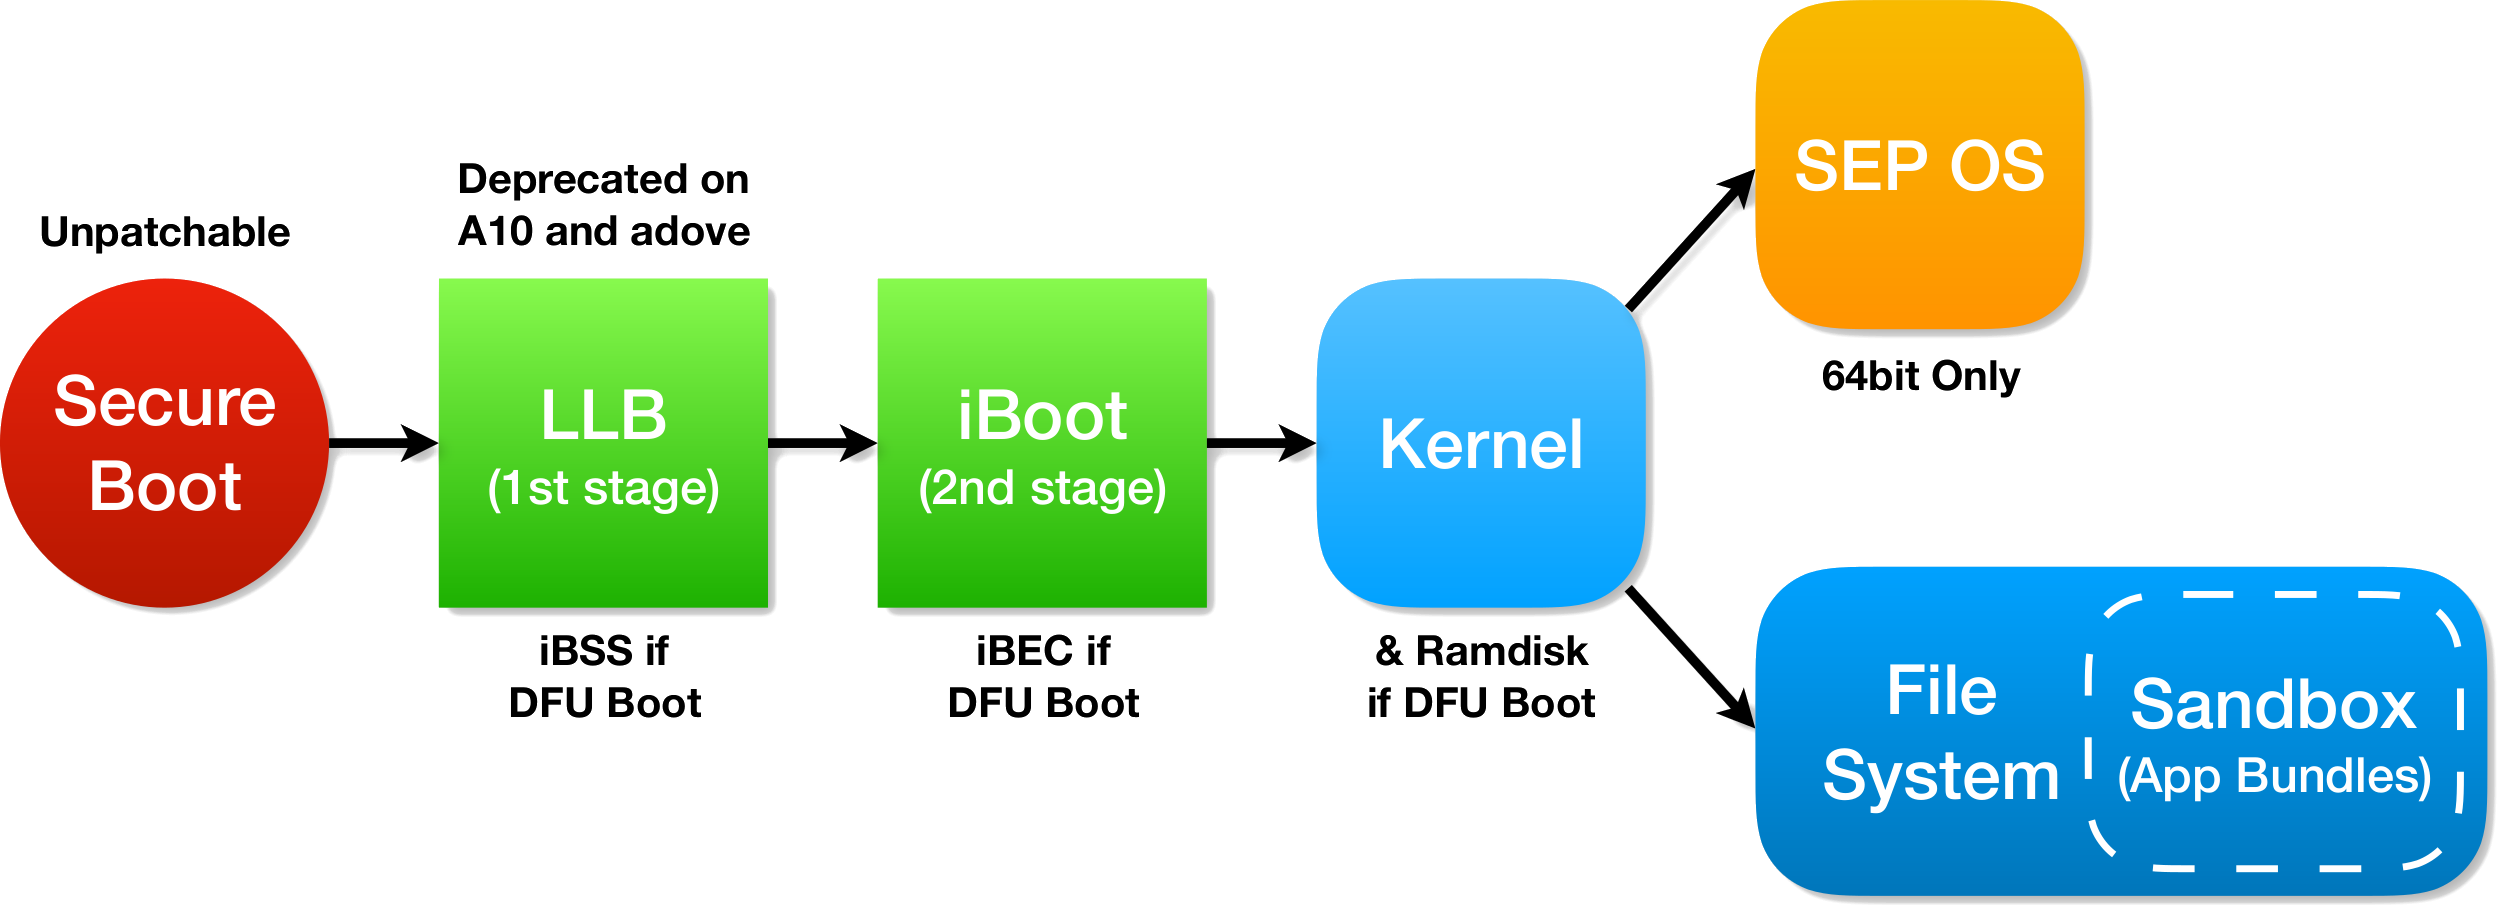 Unpatchable
Secure
Boot
Deprecated on
A10 and adove
LLB
(1st stage)
iBSS if
DFU Boot
iBoot
(2nd stage)
iBEC if
DFU Boot
Kernel
& Ramdisk
if DFU Boot
SEP OS
64bit Only
File
System
Sandbox
(App Bundles)